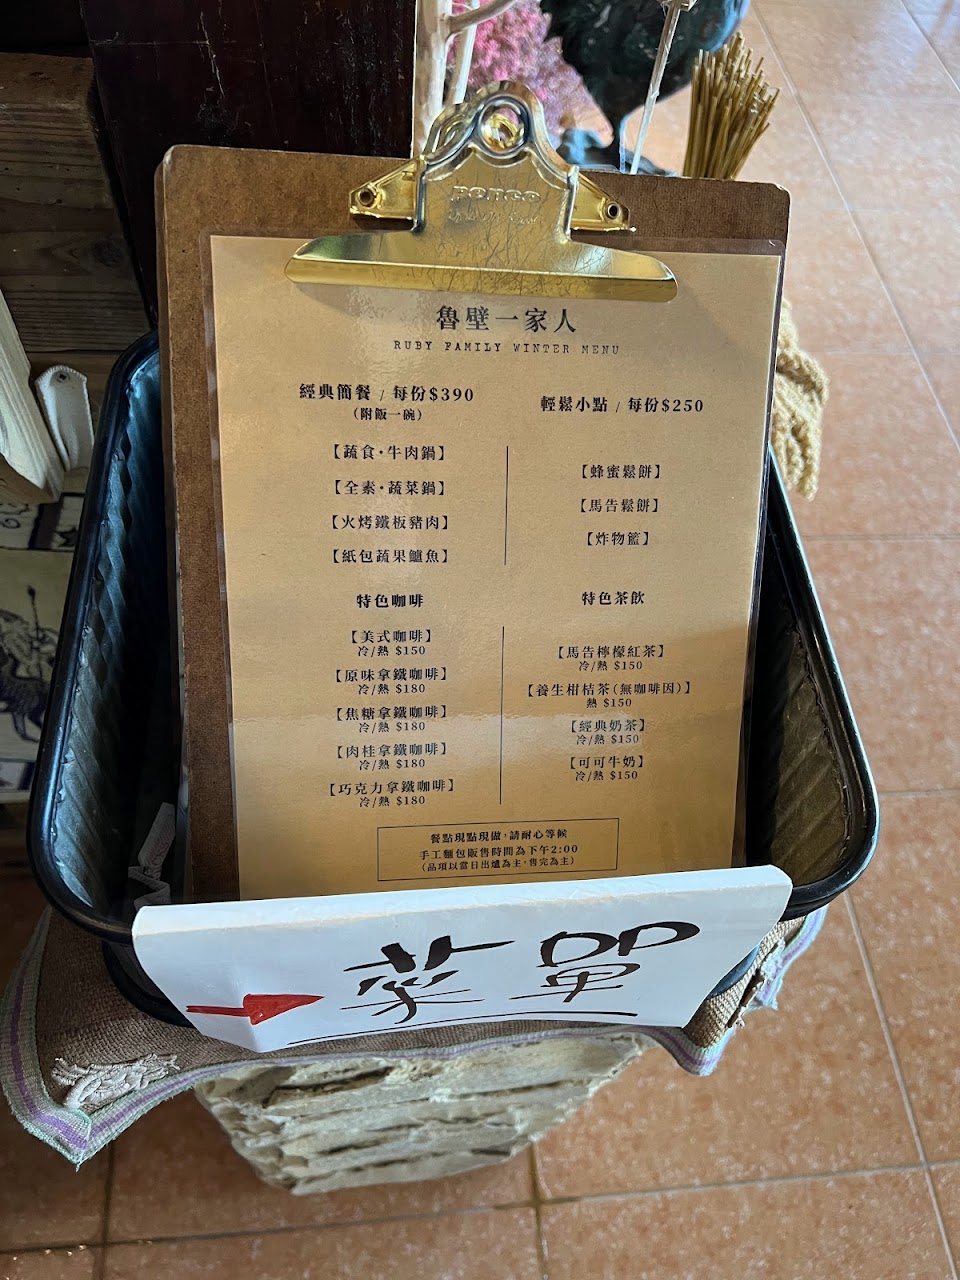 魯壁一家人
RUBY FAMILY WINTER MENU
經典簡餐 / 每份$390
(附飯一碗)
【蔬食·牛肉鍋】
【全素·蔬菜鍋】
【火烤鐵板豬肉】
【紙包蔬果鱸魚】
輕鬆小點 / 每份$250
【蜂蜜鬆餅】
【馬告鬆餅】
【炸物籃】
特色咖啡
【美式咖啡】
冷/熱 $150
【原味拿鐵咖啡】
冷/熱 $180
【焦糖拿鐵咖啡】
冷/熱 $180
【肉桂拿鐵咖啡】
冷/熱 $180
【巧克力拿鐵咖啡】
冷/熱 $180
特色茶飲
【馬告檸檬紅茶】
冷/熱 $150
【養生柑桔茶(無咖啡因)】
熱 $150
【經典奶茶】
冷/熱 $150
【可可牛奶】
冷/熱 $150
餐點現點現做,請耐心等候
手工麵包販售時間為下午2:00
(品項以當日出爐為主,售完為主)
菜單